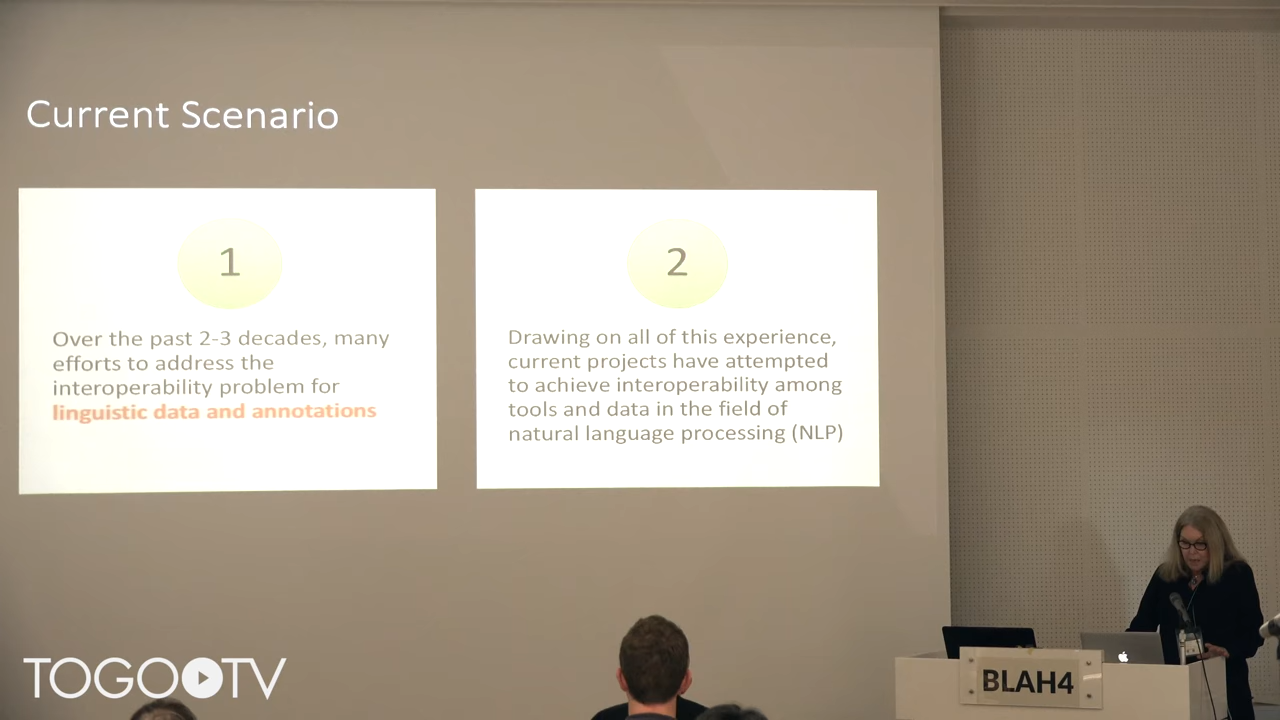 Current Scenario
1
Over the past 2-3 decades, many
efforts to address the
interoperability problem for
linguistic data and annotations
2
Drawing on all of this experience,
current projects have attempted
to achieve interoperability among
tools and data in the field of
natural language processing (NLP)
BLAH4
TOGOTV